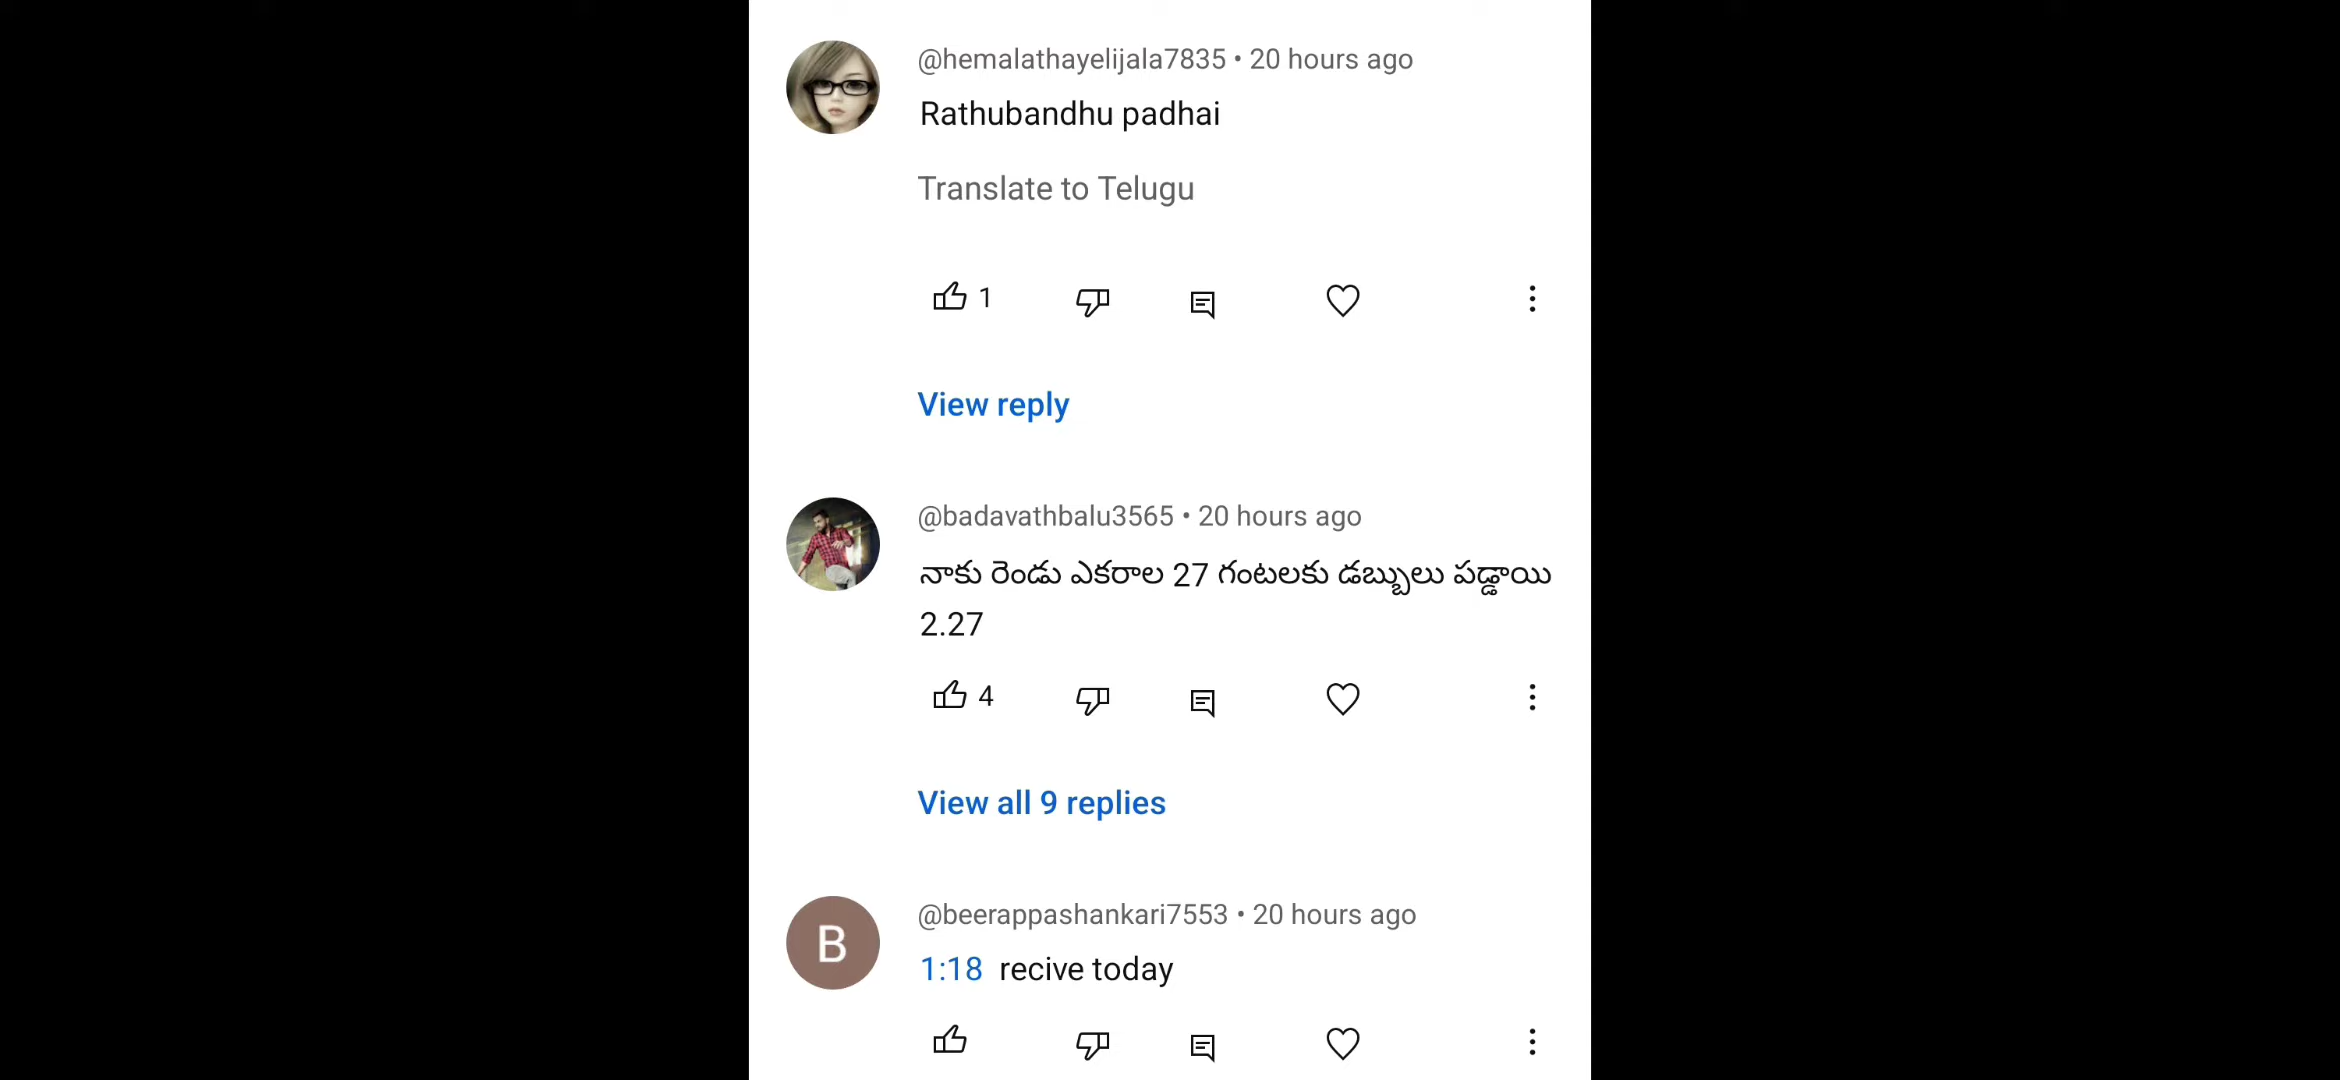 @hemalathayelijala7835 • 20 hours ago
Rathubandhu padhai
Translate to Telugu
1
View reply
@badavathbalu3565 • 20 hours ago
నాకు రెండు ఎకరాల 27 గంటలకు డబ్బులు పడ్డాయి
2.27
4
View all 9 replies
B
@beerappashankari7553 • 20 hours ago
1:18 recive today